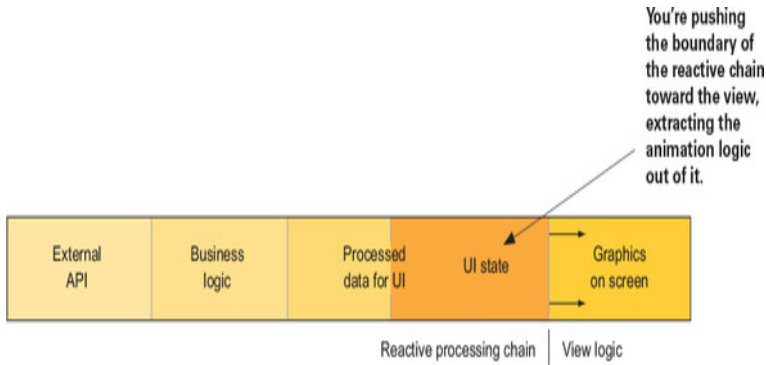 You're pushing
the boundary of
the reactive chain
toward the view,
extracting the
animation logic
out of it.
External
API
Business
logic
Processed
data for UI
UI state
Graphics
on screen
Reactive processing chain
View logic